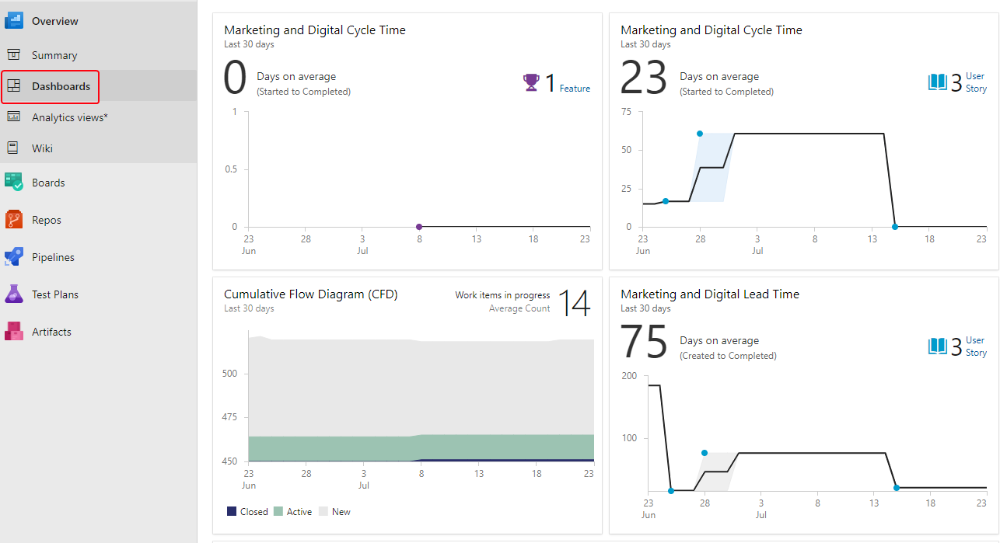 Overview
Summary
Dashboards
Analytics views*
Wiki
Boards
Repos
Pipelines
Test Plans
Artifacts
Marketing and Digital Cycle Time
Last 30 days
0
Days on average
(Started to Completed)
1 Feature
1
0.5
0
23 28 3 8 13 18 23
Jun Jul
Marketing and Digital Cycle Time
Last 30 days
23
Days on average
(Started to Completed)
3 User
Story
75
50
25
0
23 28 3 8 13 18 23
Jun Jul
Cumulative Flow Diagram (CFD)
Last 30 days
Work items in progress
Average Count
14
500
475
450
23 28 3 8 13 18 23
Jun Jul
Closed Active New
Marketing and Digital Lead Time
Last 30 days
75
Days on average
(Created to Completed)
3 User
Story
200
100
23 28 3 8 13 18 23
Jun Jul